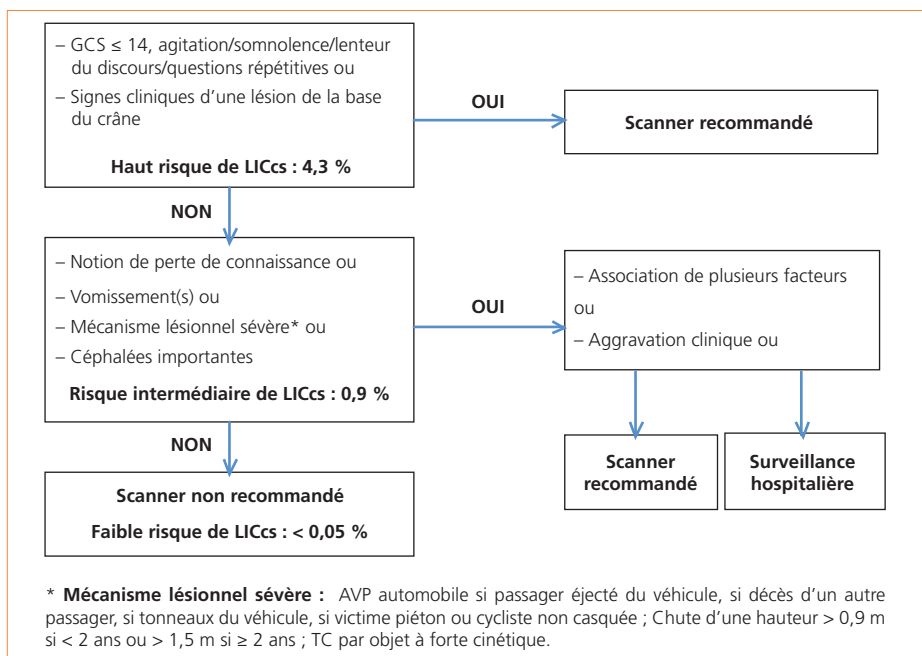 – GCS ≤ 14, agitation/somnolence/lenteur
du discours/questions répétitives ou
– Signes cliniques d'une lésion de la base
du crâne
Haut risque de LICcs : 4,3 %
OUI
Scanner recommandé
NON
– Notion de perte de connaissance ou
– Vomissement(s) ou
– Mécanisme lésionnel sévère* ou
– Céphalées importantes
Risque intermédiaire de LICcs : 0,9 %
OUI
– Association de plusieurs facteurs
ou
– Aggravation clinique ou
NON
Scanner non recommandé
Faible risque de LICcs : < 0,05 %
Scanner
recommandé
Surveillance
hospitalière
* Mécanisme lésionnel sévère : AVP automobile si passager éjecté du véhicule, si décès d'un autre
passager, si tonneaux du véhicule, si victime piéton ou cycliste non casquée ; Chute d'une hauteur > 0,9 m
si < 2 ans ou > 1,5 m si ≥ 2 ans ; TC par objet à forte cinétique.